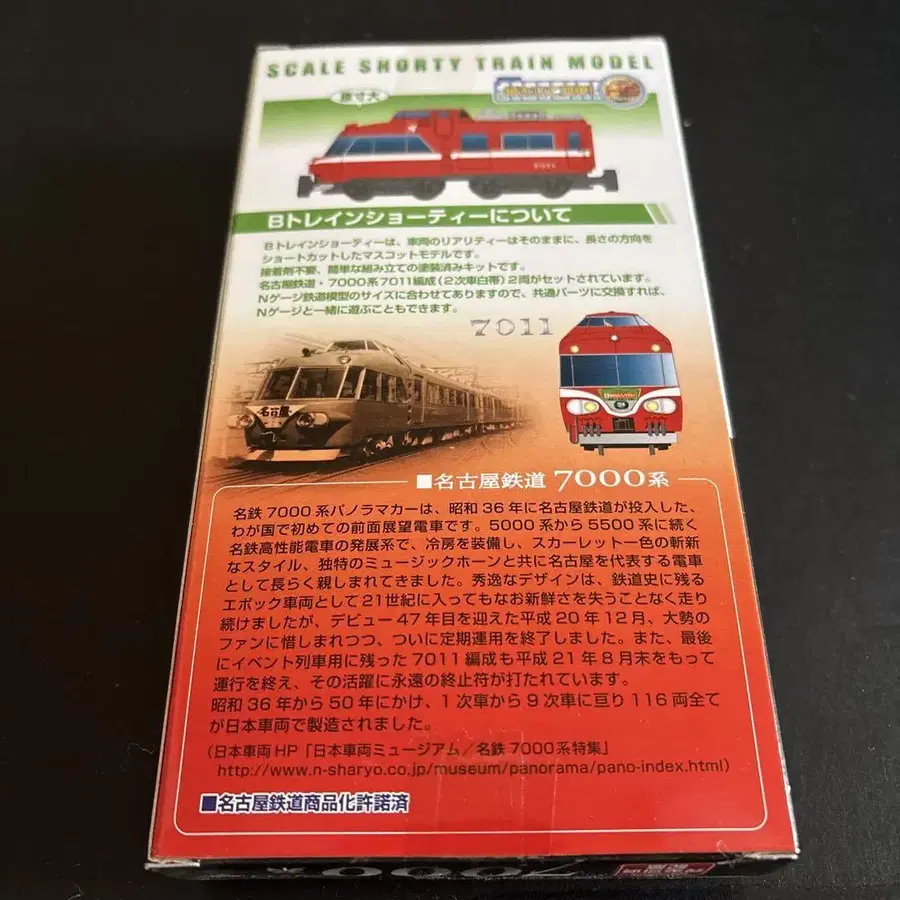 SCALE SHORTY TRAIN MODEL
原寸大
Bトレインショーティーについて
Bトレインショーティーは、車両のリアリティーはそのままに、長さの方向を
ショートカットしたマスコットモデルです。
接着剤不要、簡単な組み立ての塗装済みキットです。
名古屋鉄道・7000系7011編成(2次車白帯)2両がセットされています。
Nゲージ鉄道模型のサイズに合わせてありますので、共通パーツに交換すれば、
Nゲージと一緒に遊ぶこともできます。
7011
名古屋
■名古屋鉄道 7000系
名鉄7000系パノラマカーは、昭和36年に名古屋鉄道が投入した、
わが国で初めての前面展望電車です。5000系から5500系に続く
名鉄高性能電車の発展系で、冷房を装備し、スカーレット一色の斬新
なスタイル、独特のミュージックホーンと共に名古屋を代表する電車
として長らく親しまれてきました。秀逸なデザインは、鉄道史に残る
エポック車両として21世紀に入ってもなお新鮮さを失うことなく走り
続けましたが、デビュー47年目を迎えた平成20年12月、大勢の
ファンに惜しまれつつ、ついに定期運用を終了しました。また、最後
にイベント列車用に残った7011編成も平成21年8月末をもって
運行を終え、その活躍に永遠の終止符が打たれています。
昭和36年から50年にかけ、1次車から9次車に亘り116両全て
が日本車両で製造されました。
(日本車両HP「日本車両ミュージアム/名鉄7000系特集」
http://www.n-sharyo.co.jp/museum/panorama/pano-index.html)
■名古屋鉄道商品化許諾済
7000系